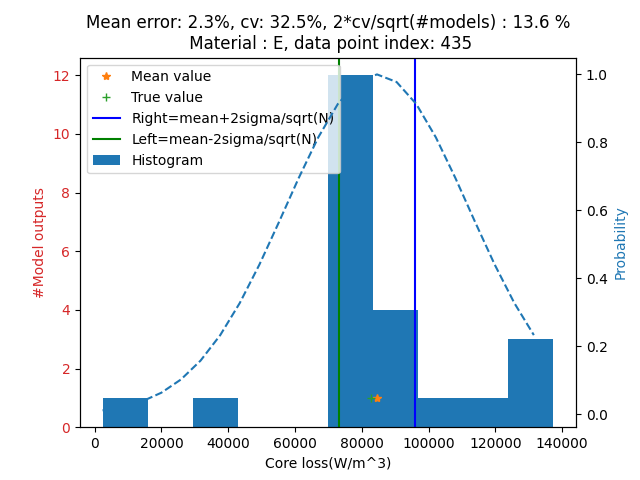 Mean error: 2.3%, cv: 32.5%, 2*cv/sqrt(#models) : 13.6 %
Material : E, data point index: 435
Mean value
True value
Right=mean+2sigma/sqrt(N)
Left=mean-2sigma/sqrt(N)
Histogram
12
10
8
6
4
2
0
#Model outputs
1.0
0.8
0.6
0.4
0.2
0.0
Probability
0
20000
40000
60000
80000
100000
120000
140000
Core loss(W/m^3)